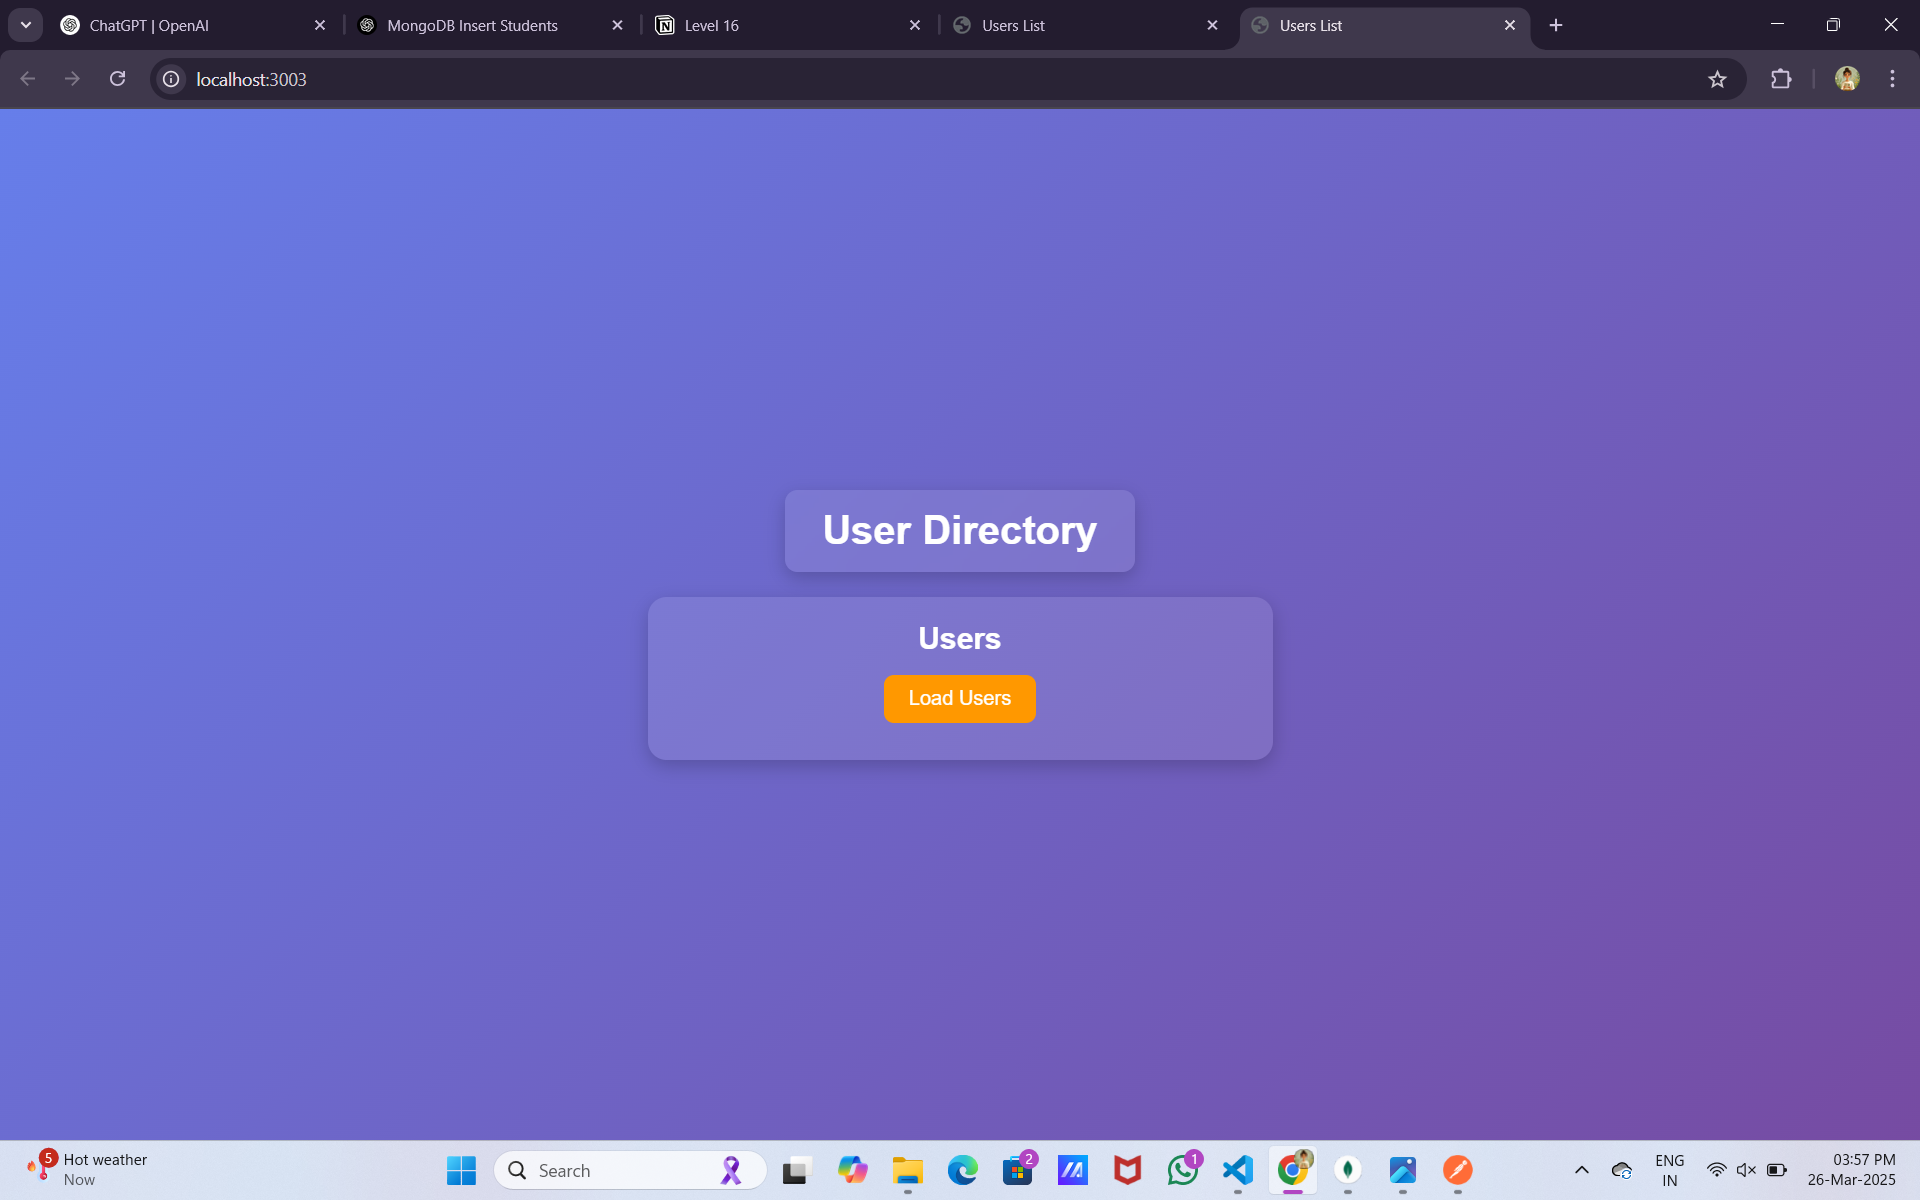 ChatGPT | OpenAI
MongoDB Insert Students
Level 16
Users List
Users List
localhost:3003
User Directory
Users
Load Users
5
Hot weather
Now
Search
2
1
ENG
IN
03:57 PM
26-Mar-2025